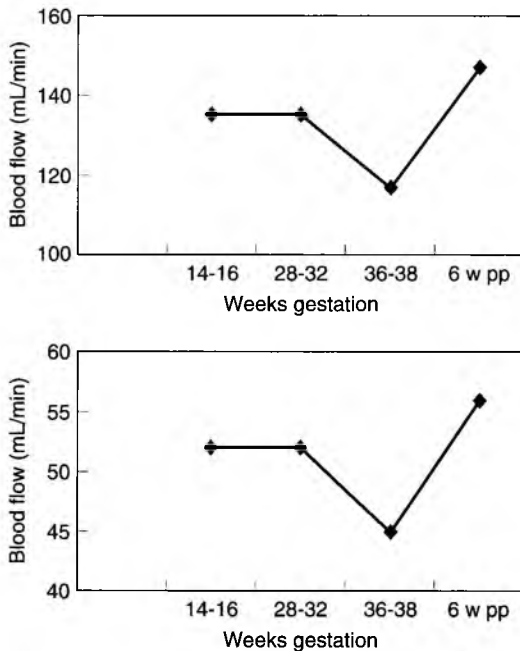 160
140
120
100
Blood flow (mL/min)
14-16 28-32 36-38 6 w pp
Weeks gestation
60
55
50
45
40
Blood flow (mL/min)
14-16 28-32 36-38 6 w pp
Weeks gestation